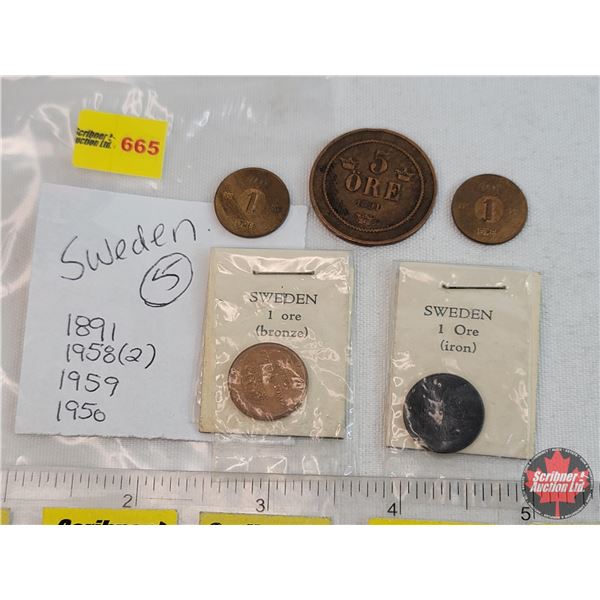 Scribner
Auction Ltd.
665
Sweden
5
1891
1958(2)
1959
1950
1
5
ÖRE
1891
1
SWEDEN
1 ore
(bronze)
SWEDEN
1 Ore
(iron)
2
3
4
5
Scribner
Auction Ltd.